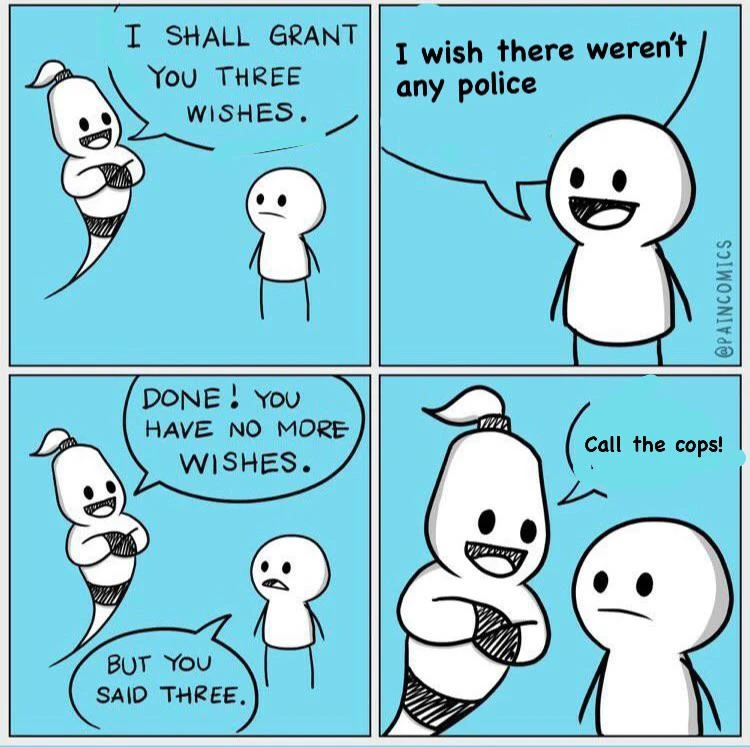 I SHALL GRANT
YOU THREE
WISHES.
I wish there weren't
any police
@PAINCOMICS
DONE! YOU
HAVE NO MORE
WISHES.
BUT YOU
SAID THREE.
Call the cops!